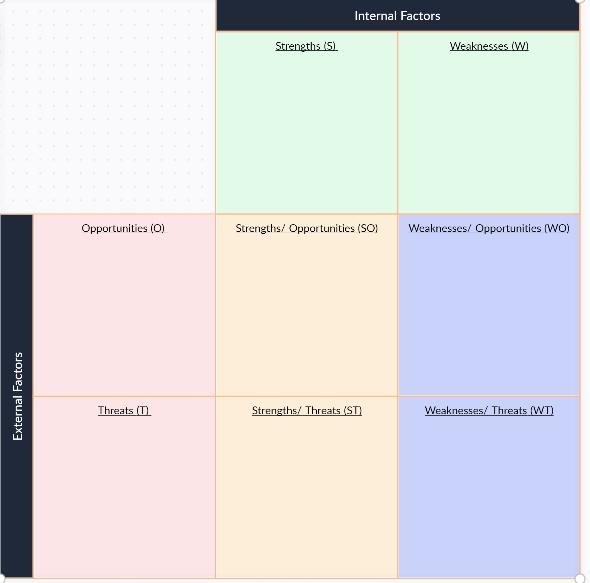 Internal Factors
Strengths (S)
Weaknesses (W)
Opportunities (O)
Strengths/ Opportunities (SO)
Weaknesses/ Opportunities (WO)
External Factors
Threats (T)
Strengths/ Threats (ST)
Weaknesses/ Threats (WT)